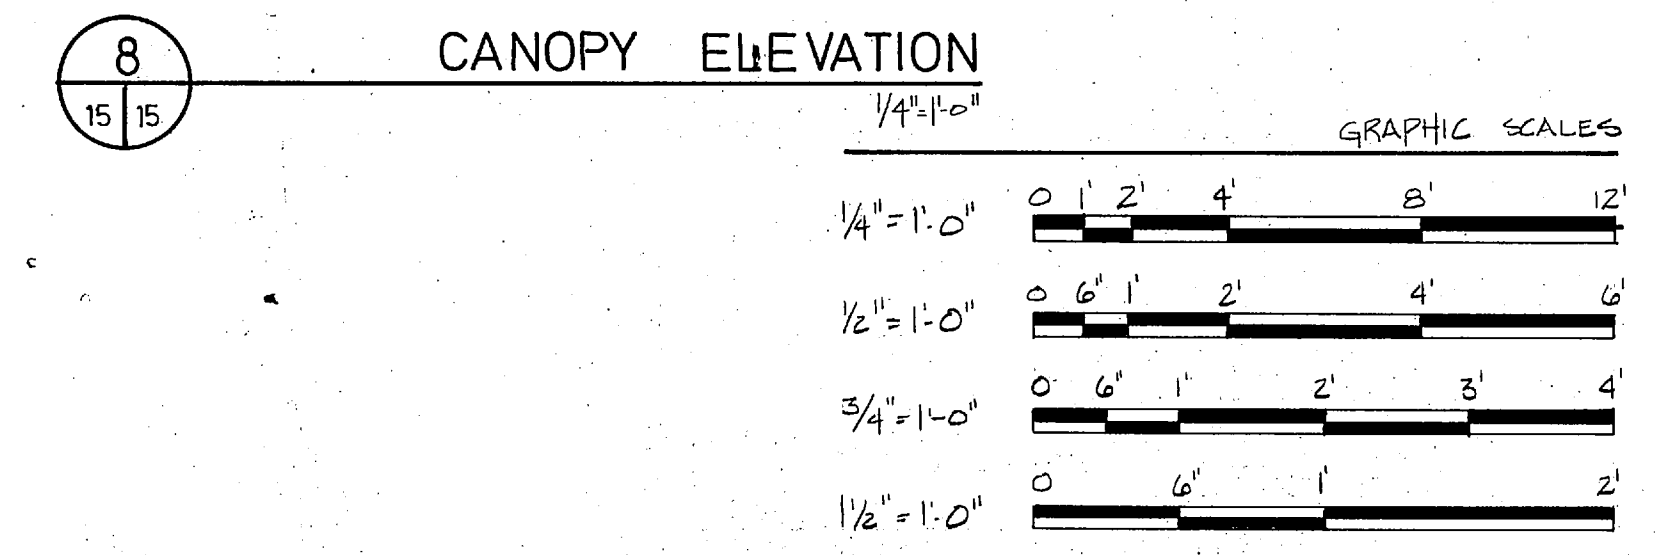 8
15 15
CANOPY ELEVATION
1/4"=1'-0"
GRAPHIC SCALES
1/4"=1'-0" 0 1' 2' 4' 8' 12'
1/2"=1'-0" 0 6" 1' 2' 4' 6'
3/4"=1'-0" 0 6" 1' 2' 3' 4'
1 1/2"=1'-0" 0 6" 1' 2'